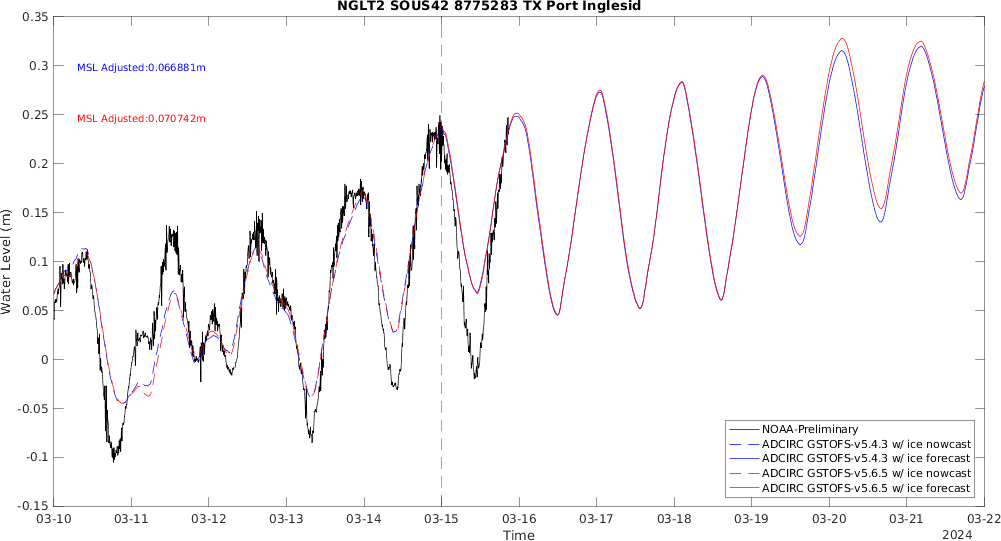 NGLT2 SOUS42 8775283 TX Port Inglesid
0.35
0.3
0.25
0.2
0.15
0.1
0.05
0
-0.05
-0.1
-0.15
Water Level (m)
MSL Adjusted:0.066881m
MSL Adjusted:0.070742m
NOAA-Preliminary
ADCIRC GSTOFS-v5.4.3 w/ ice nowcast
ADCIRC GSTOFS-v5.4.3 w/ ice forecast
ADCIRC GSTOFS-v5.6.5 w/ ice nowcast
ADCIRC GSTOFS-v5.6.5 w/ ice forecast
03-10 03-11 03-12 03-13 03-14 03-15 03-16 03-17 03-18 03-19 03-20 03-21 03-22
Time
2024